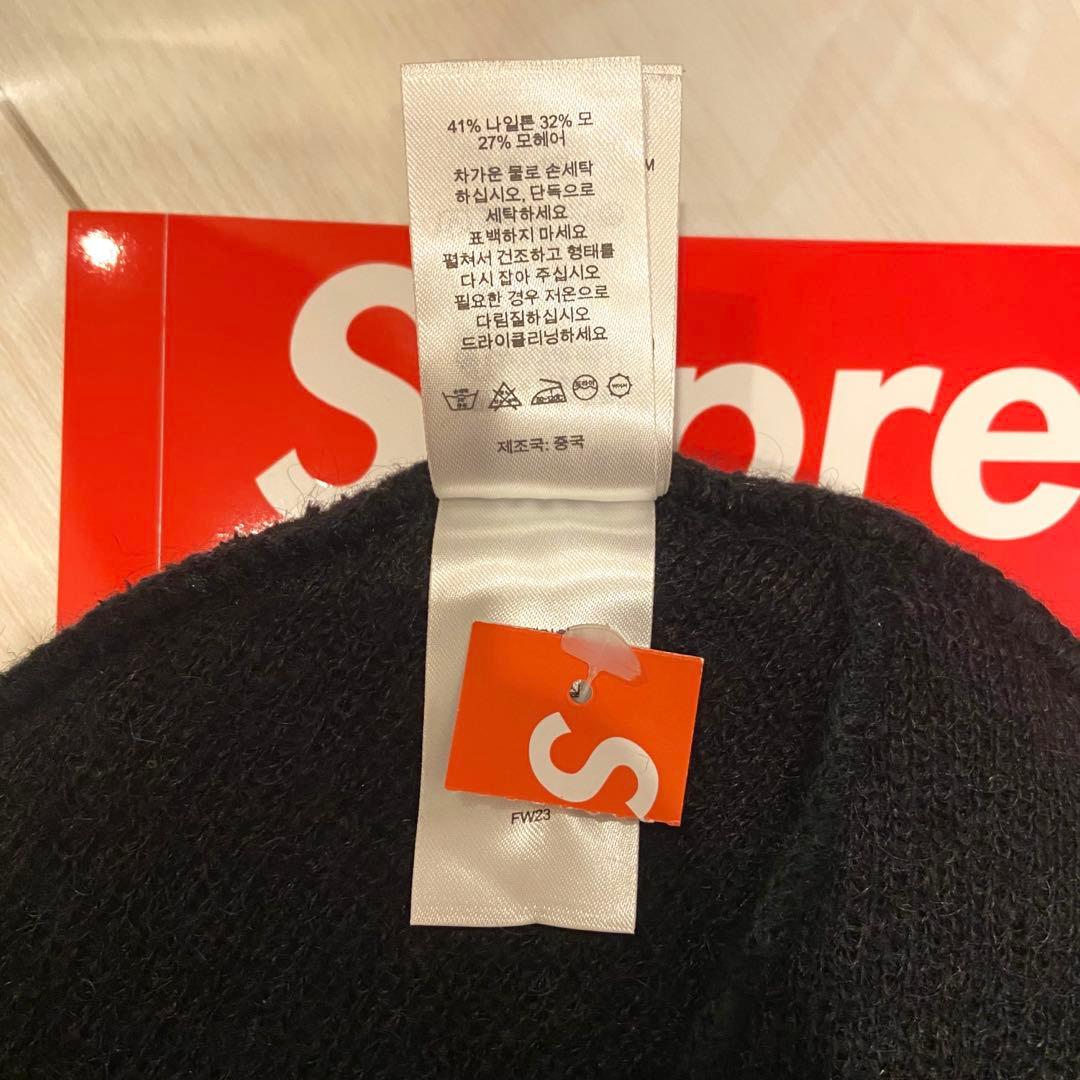 41% 나일론 32% 모
27% 모헤어
차가운 물로 손세탁
하십시오, 단독으로
세탁하세요
표백하지 마세요
펼쳐서 건조하고 형태를
다시 잡아 주십시오
필요한 경우 저온으로
다림질하십시오
드라이클리닝하세요
제조국: 중국
M
Supre
S
FW23